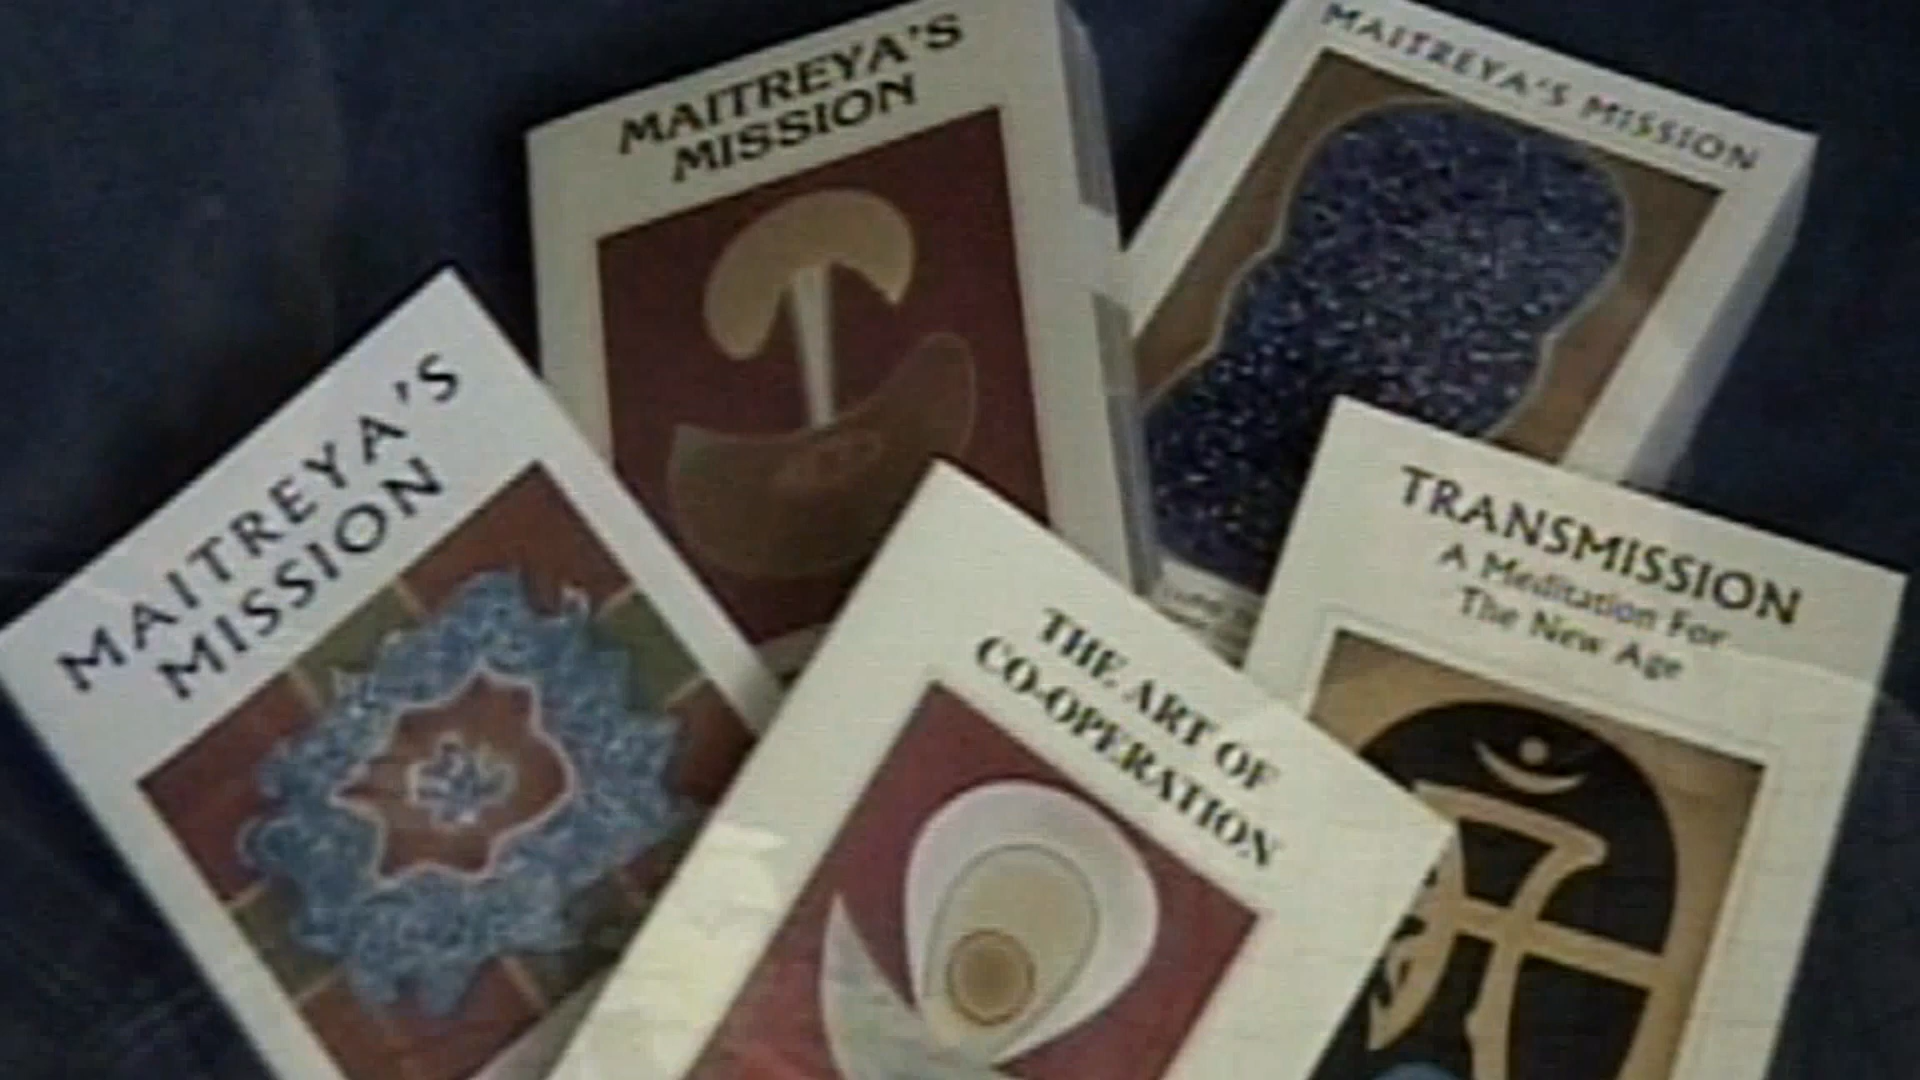 MAITREYA'S
MISSION
MAITREYA'S MISSION
MAITREYA'S
MISSION
THE ART OF
CO-OPERATION
TRANSMISSION
A Meditation For
The New Age